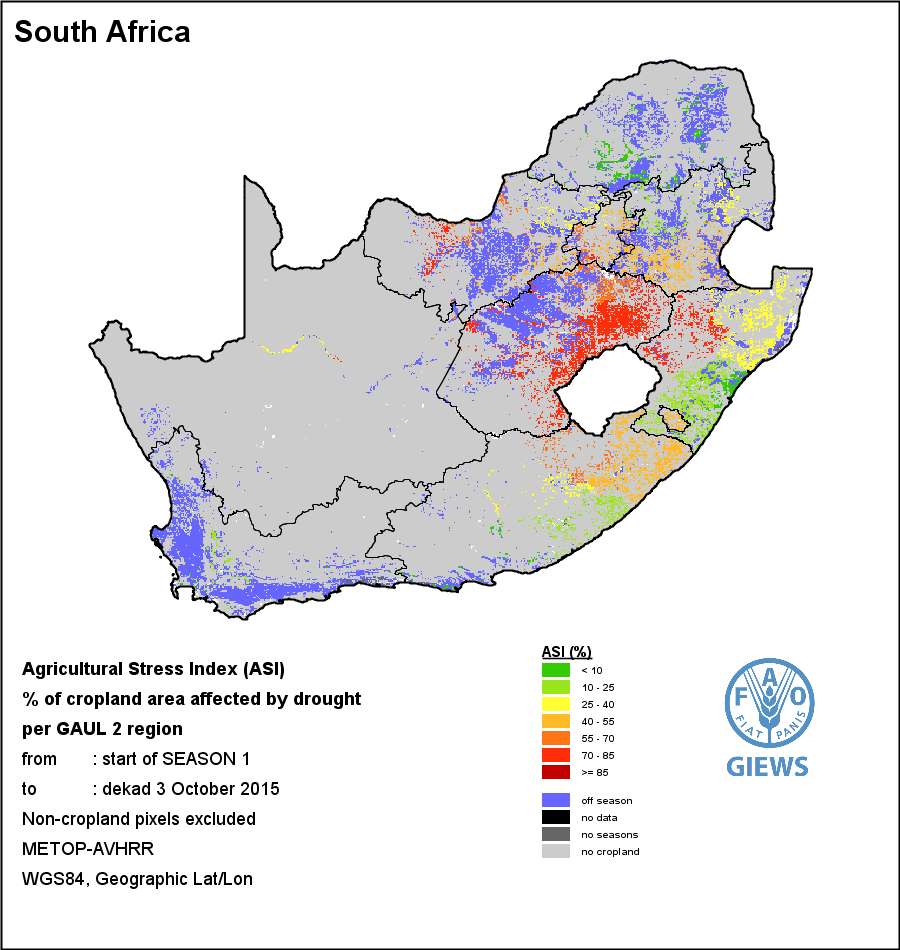 South Africa
Agricultural Stress Index (ASI)
% of cropland area affected by drought
per GAUL 2 region
from : start of SEASON 1
to : dekad 3 October 2015
Non-cropland pixels excluded
METOP-AVHRR
WGS84, Geographic Lat/Lon
ASI (%)
< 10
10 - 25
25 - 40
40 - 55
55 - 70
70 - 85
>= 85
off season
no data
no seasons
no cropland
F A O
FIAT PANIS
GIEWS